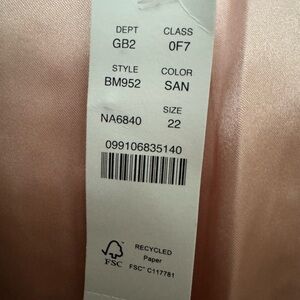 DEPT CLASS
GB2 0F7
STYLE COLOR
BM952 SAN
SIZE
NA6840 22
099106835140
RECYCLED
Paper
FSC FSC® C117781